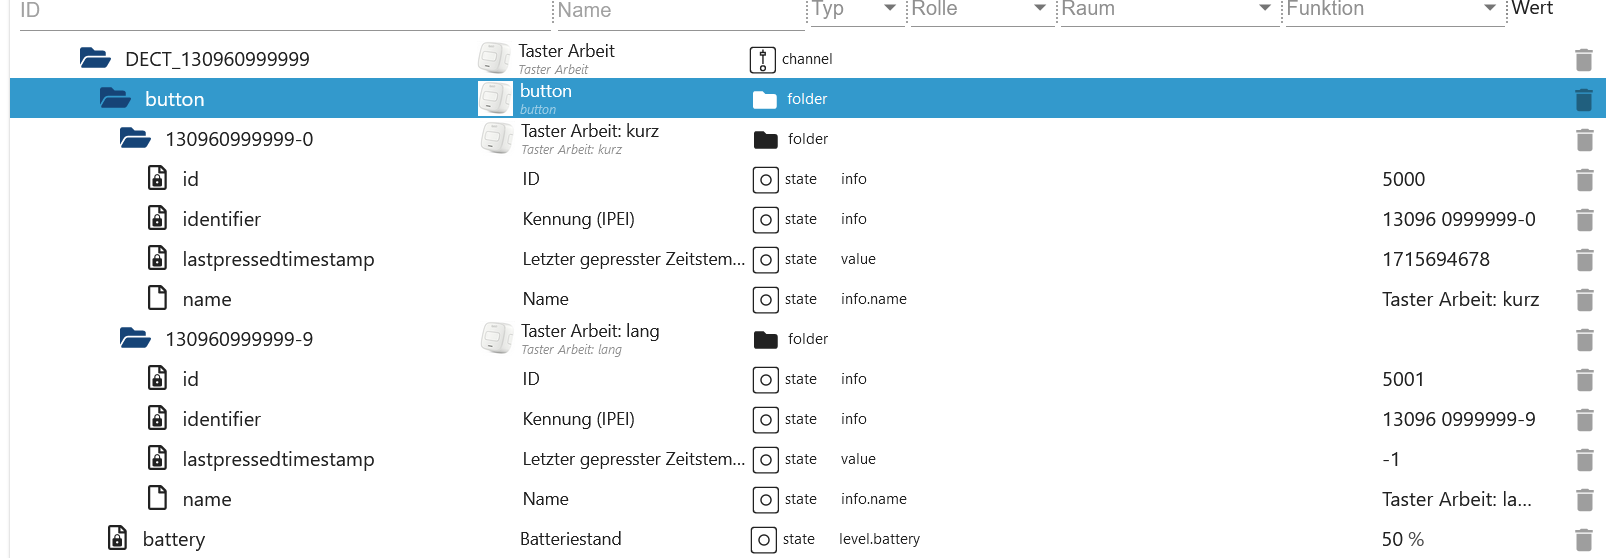 ID Name Typ Rolle Raum Funktion Wert
DECT_130960999999 Taster Arbeit channel
Taster Arbeit
button button folder
button
130960999999-0 Taster Arbeit: kurz folder
Taster Arbeit: kurz
id ID state info 5000
identifier Kennung (IPEI) state info 13096 0999999-0
lastpressedtimestamp Letzter gepresster Zeitstem... state value 1715694678
name Name state info.name Taster Arbeit: kurz
130960999999-9 Taster Arbeit: lang folder
Taster Arbeit: lang
id ID state info 5001
identifier Kennung (IPEI) state info 13096 0999999-9
lastpressedtimestamp Letzter gepresster Zeitstem... state value -1
name Name state info.name Taster Arbeit: la...
battery Batteriestand state level.battery 50 %